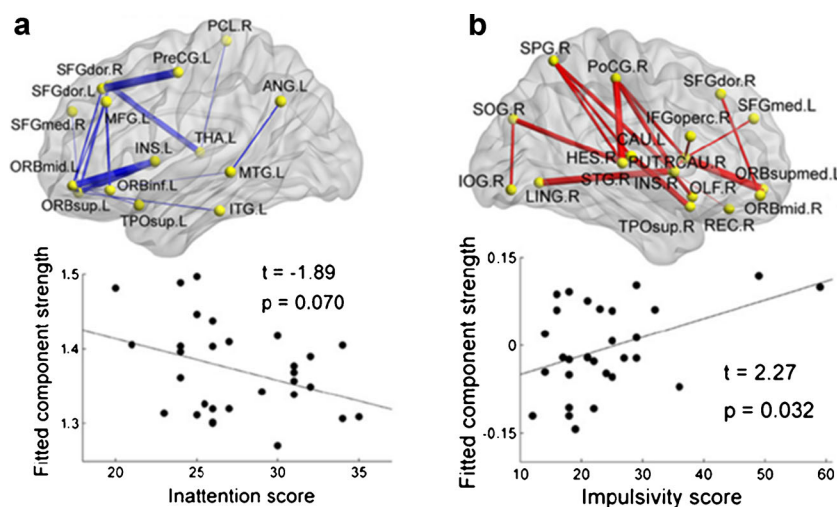 a
PCL.R
PreCG.L
SFGdor.R
SFGdor.L
ANG.L
MFG.L
SFGmed.R
THA.L
INS.L
ORBmid.L
MTG.L
ORBinf.L
ORBsup.L
TPOsup.L
ITG.L
b
SPG.R
PoCG.R
SFGdor.R
SFGmed.L
SOG.R
IFGoperc.R
CAU.L
HES.R
PUT.R
CAU.R
ORBsupmed.L
IOG.R
STG.R
INS.R
OLF.R
LING.R
ORBmid.R
TPOsup.R
REC.R
Fitted component strength
1.5
1.4
1.3
t = -1.89
p = 0.070
20 25 30 35
Inattention score
Fitted component strength
0.15
0
-0.15
t = 2.27
p = 0.032
10 20 30 40 50 60
Impulsivity score